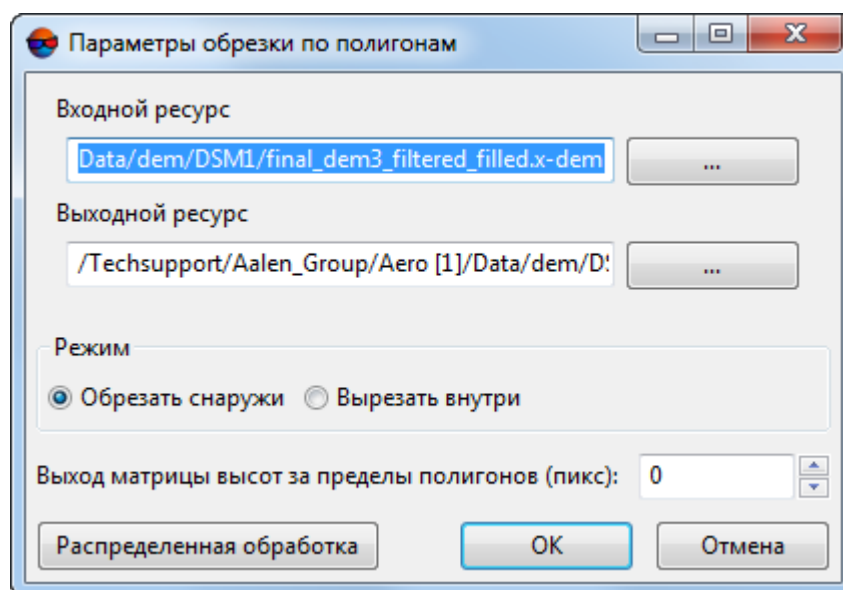 Параметры обрезки по полигонам
Входной ресурс
Data/dem/DSM1/final_dem3_filtered_filled.x-dem
...
Выходной ресурс
/Techsupport/Aalen_Group/Aero [1]/Data/dem/DS
...
Режим
Обрезать снаружи Вырезать внутри
Выход матрицы высот за пределы полигонов (пикс): 0
Распределенная обработка OK Отмена